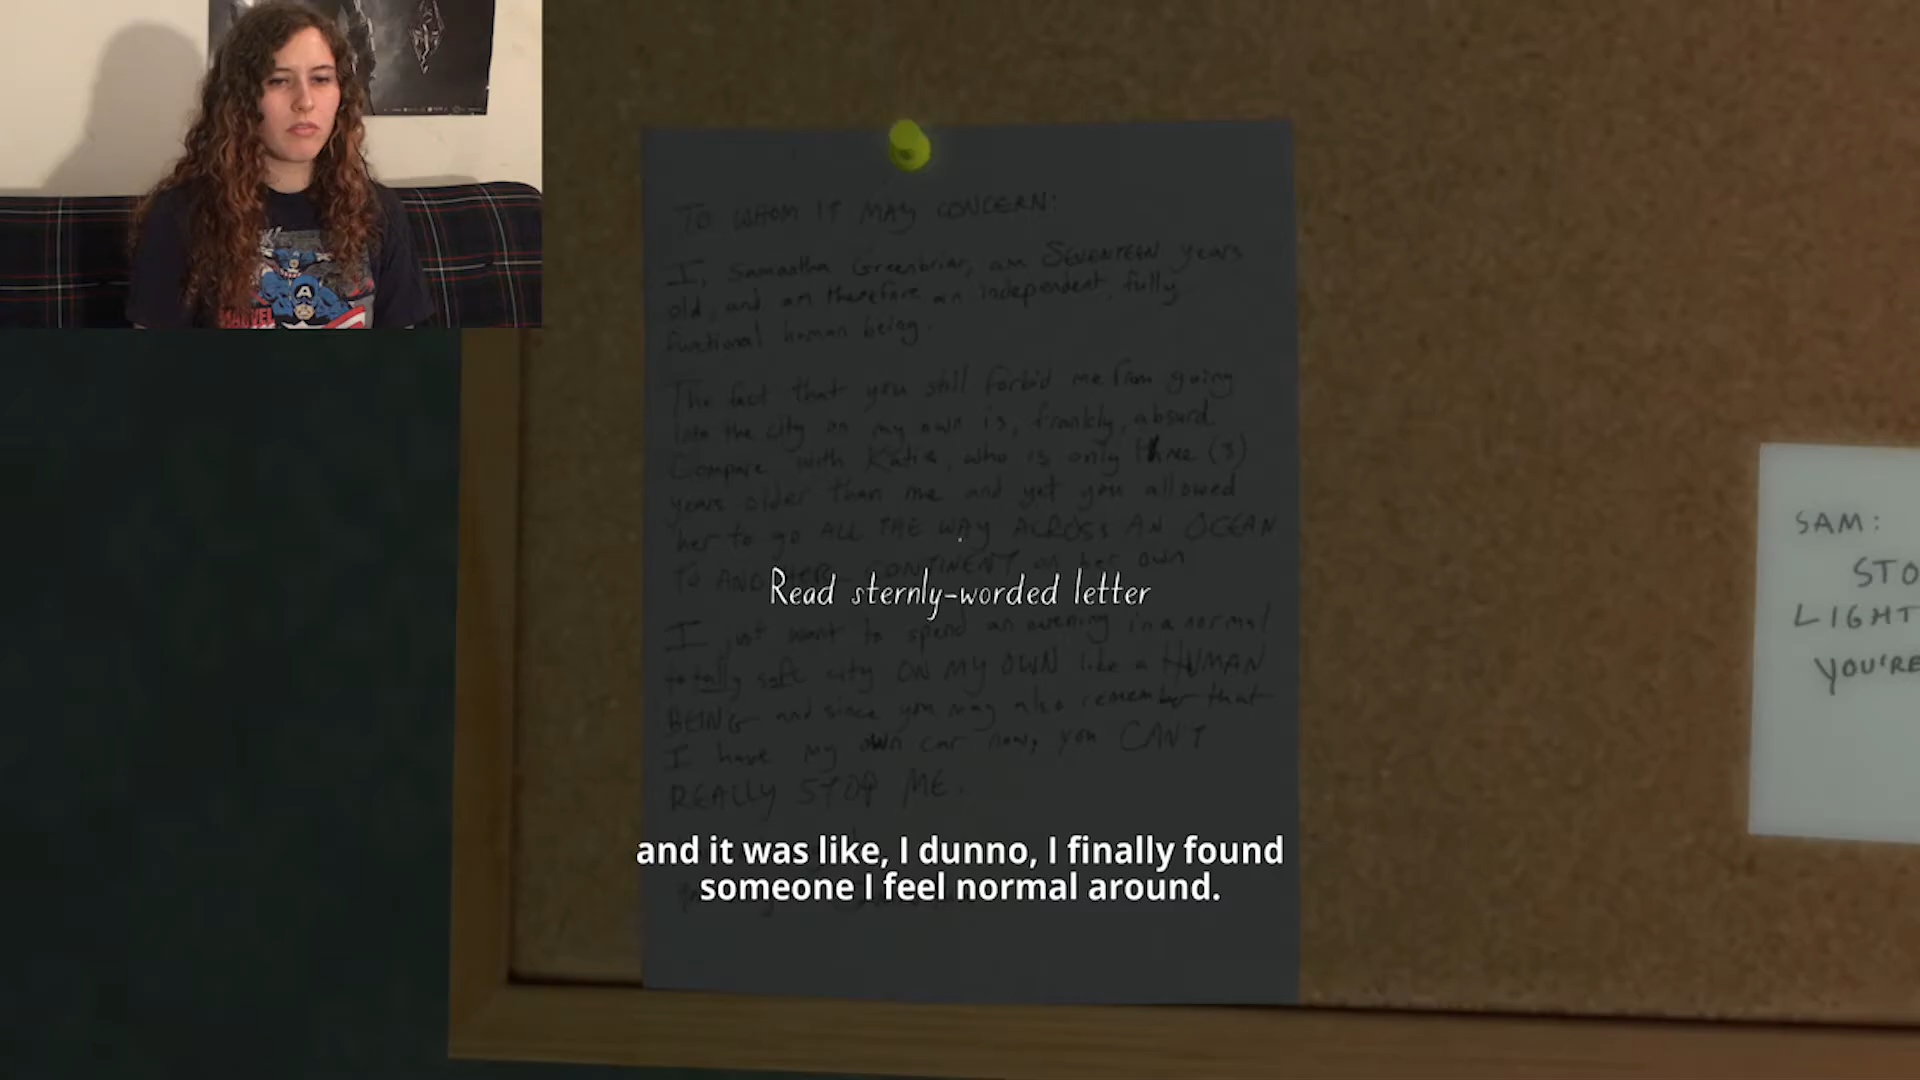 MARVEL
A
TO WHOM IT MAY CONCERN:
I, Samantha Greenbriar, am SEVENTEEN years
old, and am therefore an independent, fully
functional human being.
The fact that you still forbid me from going
into the city on my own is, frankly, absurd.
Compare with Katie, who is only three (3)
years older than me and yet you allowed
her to go ALL THE WAY ACROSS AN OCEAN
TO ANOTHER CONTINENT on her own
Read sternly-worded letter
I just want to spend an evening in a normal
totally safe city ON MY OWN like a HUMAN
BEING and since you may also remember that
I have my own car now, you CAN'T
REALLY STOP ME.
and it was like, I dunno, I finally found
someone I feel normal around.
SAM:
STO
LIGHT
YOU'RE